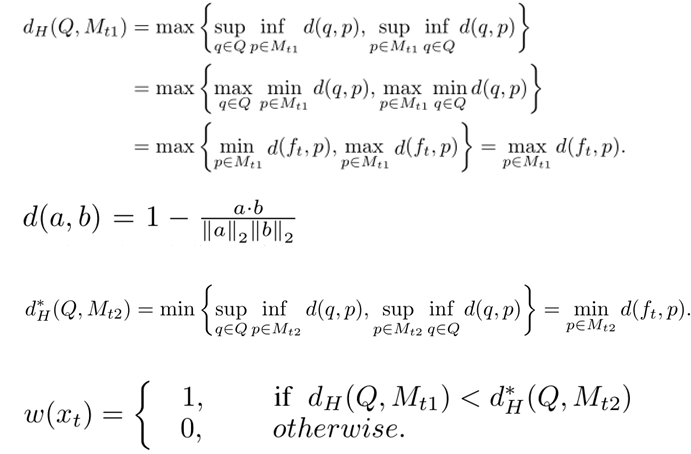 d_H(Q, M_{t1}) = max { sup_{q∈Q} inf_{p∈M_{t1}} d(q, p), sup_{p∈M_{t1}} inf_{q∈Q} d(q, p) }
= max { max_{q∈Q} min_{p∈M_{t1}} d(q, p), max_{p∈M_{t1}} min_{q∈Q} d(q, p) }
= max { min_{p∈M_{t1}} d(f_t, p), max_{p∈M_{t1}} d(f_t, p) } = max_{p∈M_{t1}} d(f_t, p).
d(a, b) = 1 − \frac{a·b}{‖a‖_2‖b‖_2}
d_H^*(Q, M_{t2}) = min { sup_{q∈Q} inf_{p∈M_{t2}} d(q, p), sup_{p∈M_{t2}} inf_{q∈Q} d(q, p) } = min_{p∈M_{t2}} d(f_t, p).
w(x_t) = { 1, if d_H(Q, M_{t1}) < d_H^*(Q, M_{t2})
0, otherwise.